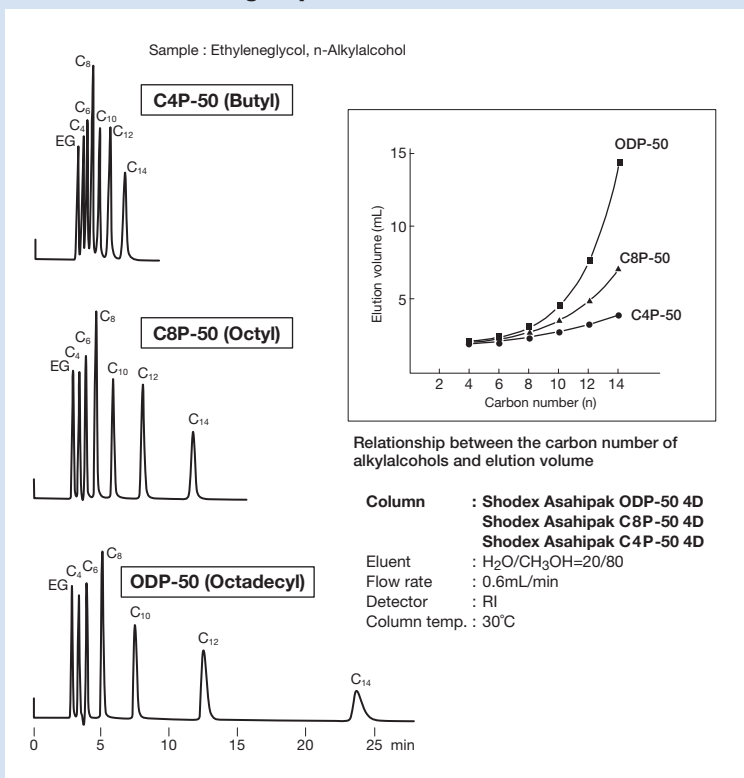 Sample : Ethyleneglycol, n-Alkylalcohol
C4P-50 (Butyl)
EG
C₄
C₆
C₈
C₁₀
C₁₂
C₁₄
C8P-50 (Octyl)
EG
C₄
C₆
C₈
C₁₀
C₁₂
C₁₄
ODP-50 (Octadecyl)
EG
C₄
C₆
C₈
C₁₀
C₁₂
C₁₄
0 5 10 15 20 25 min
Elution volume (mL)
15
10
5
ODP-50
C8P-50
C4P-50
2 4 6 8 10 12 14
Carbon number (n)
Relationship between the carbon number of
alkylalcohols and elution volume
Column : Shodex Asahipak ODP-50 4D
Shodex Asahipak C8P-50 4D
Shodex Asahipak C4P-50 4D
Eluent : H₂O/CH₃OH=20/80
Flow rate : 0.6mL/min
Detector : RI
Column temp. : 30°C